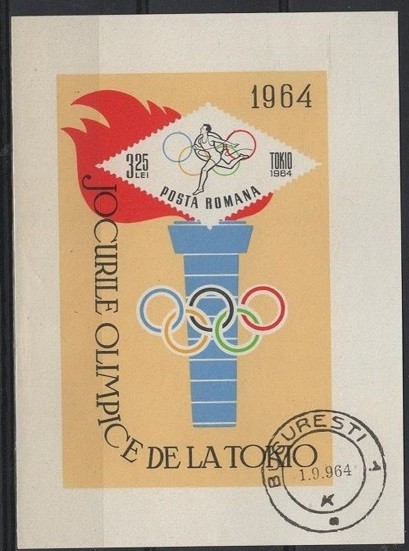 1964
3.25
LEI
TOKIO
1964
POSTA ROMANA
JOCURILE OLIMPICE DE LA TOKIO
BUCURESTI 1
1.9.964
K